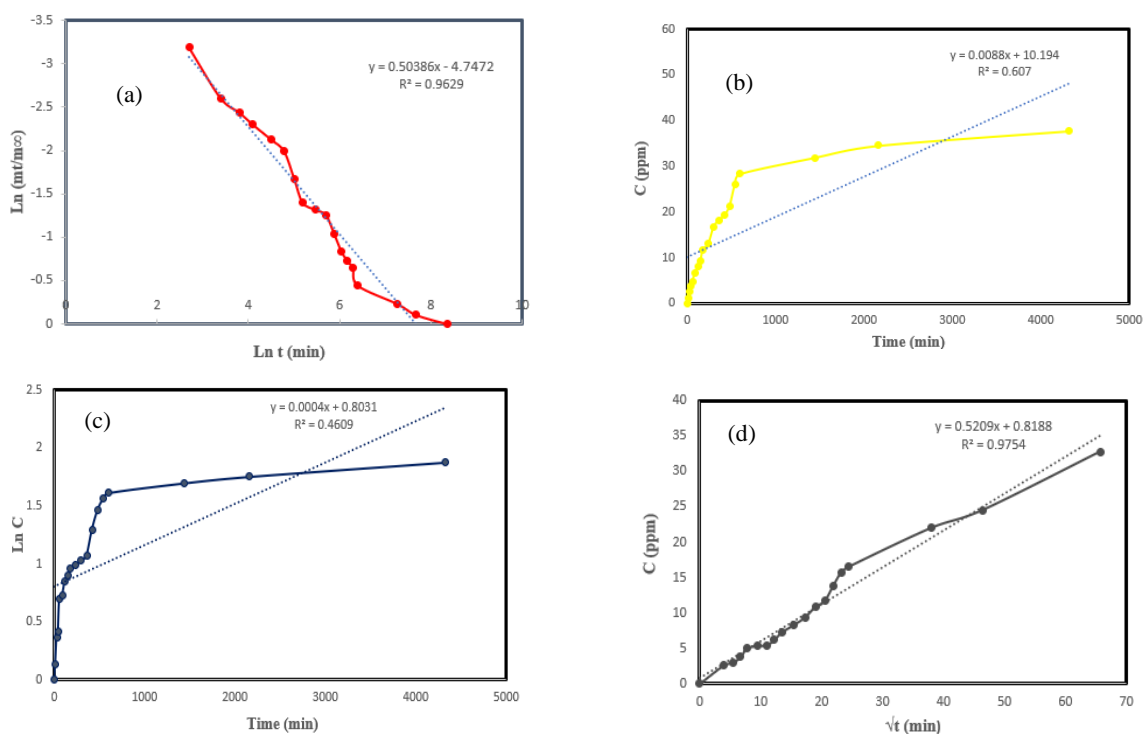 -3.5
-3
-2.5
-2
-1.5
-1
-0.5
0
0 2 4 6 8 10
Ln (mt/m∞)
Ln t (min)
(a)
y = 0.50386x - 4.7472
R² = 0.9629
60
50
40
30
20
10
0
0 1000 2000 3000 4000 5000
C (ppm)
Time (min)
(b)
y = 0.0088x + 10.194
R² = 0.607
2.5
2
1.5
1
0.5
0
0 1000 2000 3000 4000 5000
Ln C
Time (min)
(c)
y = 0.0004x + 0.8031
R² = 0.4609
40
35
30
25
20
15
10
5
0
0 10 20 30 40 50 60 70
C (ppm)
√t (min)
(d)
y = 0.5209x + 0.8188
R² = 0.9754